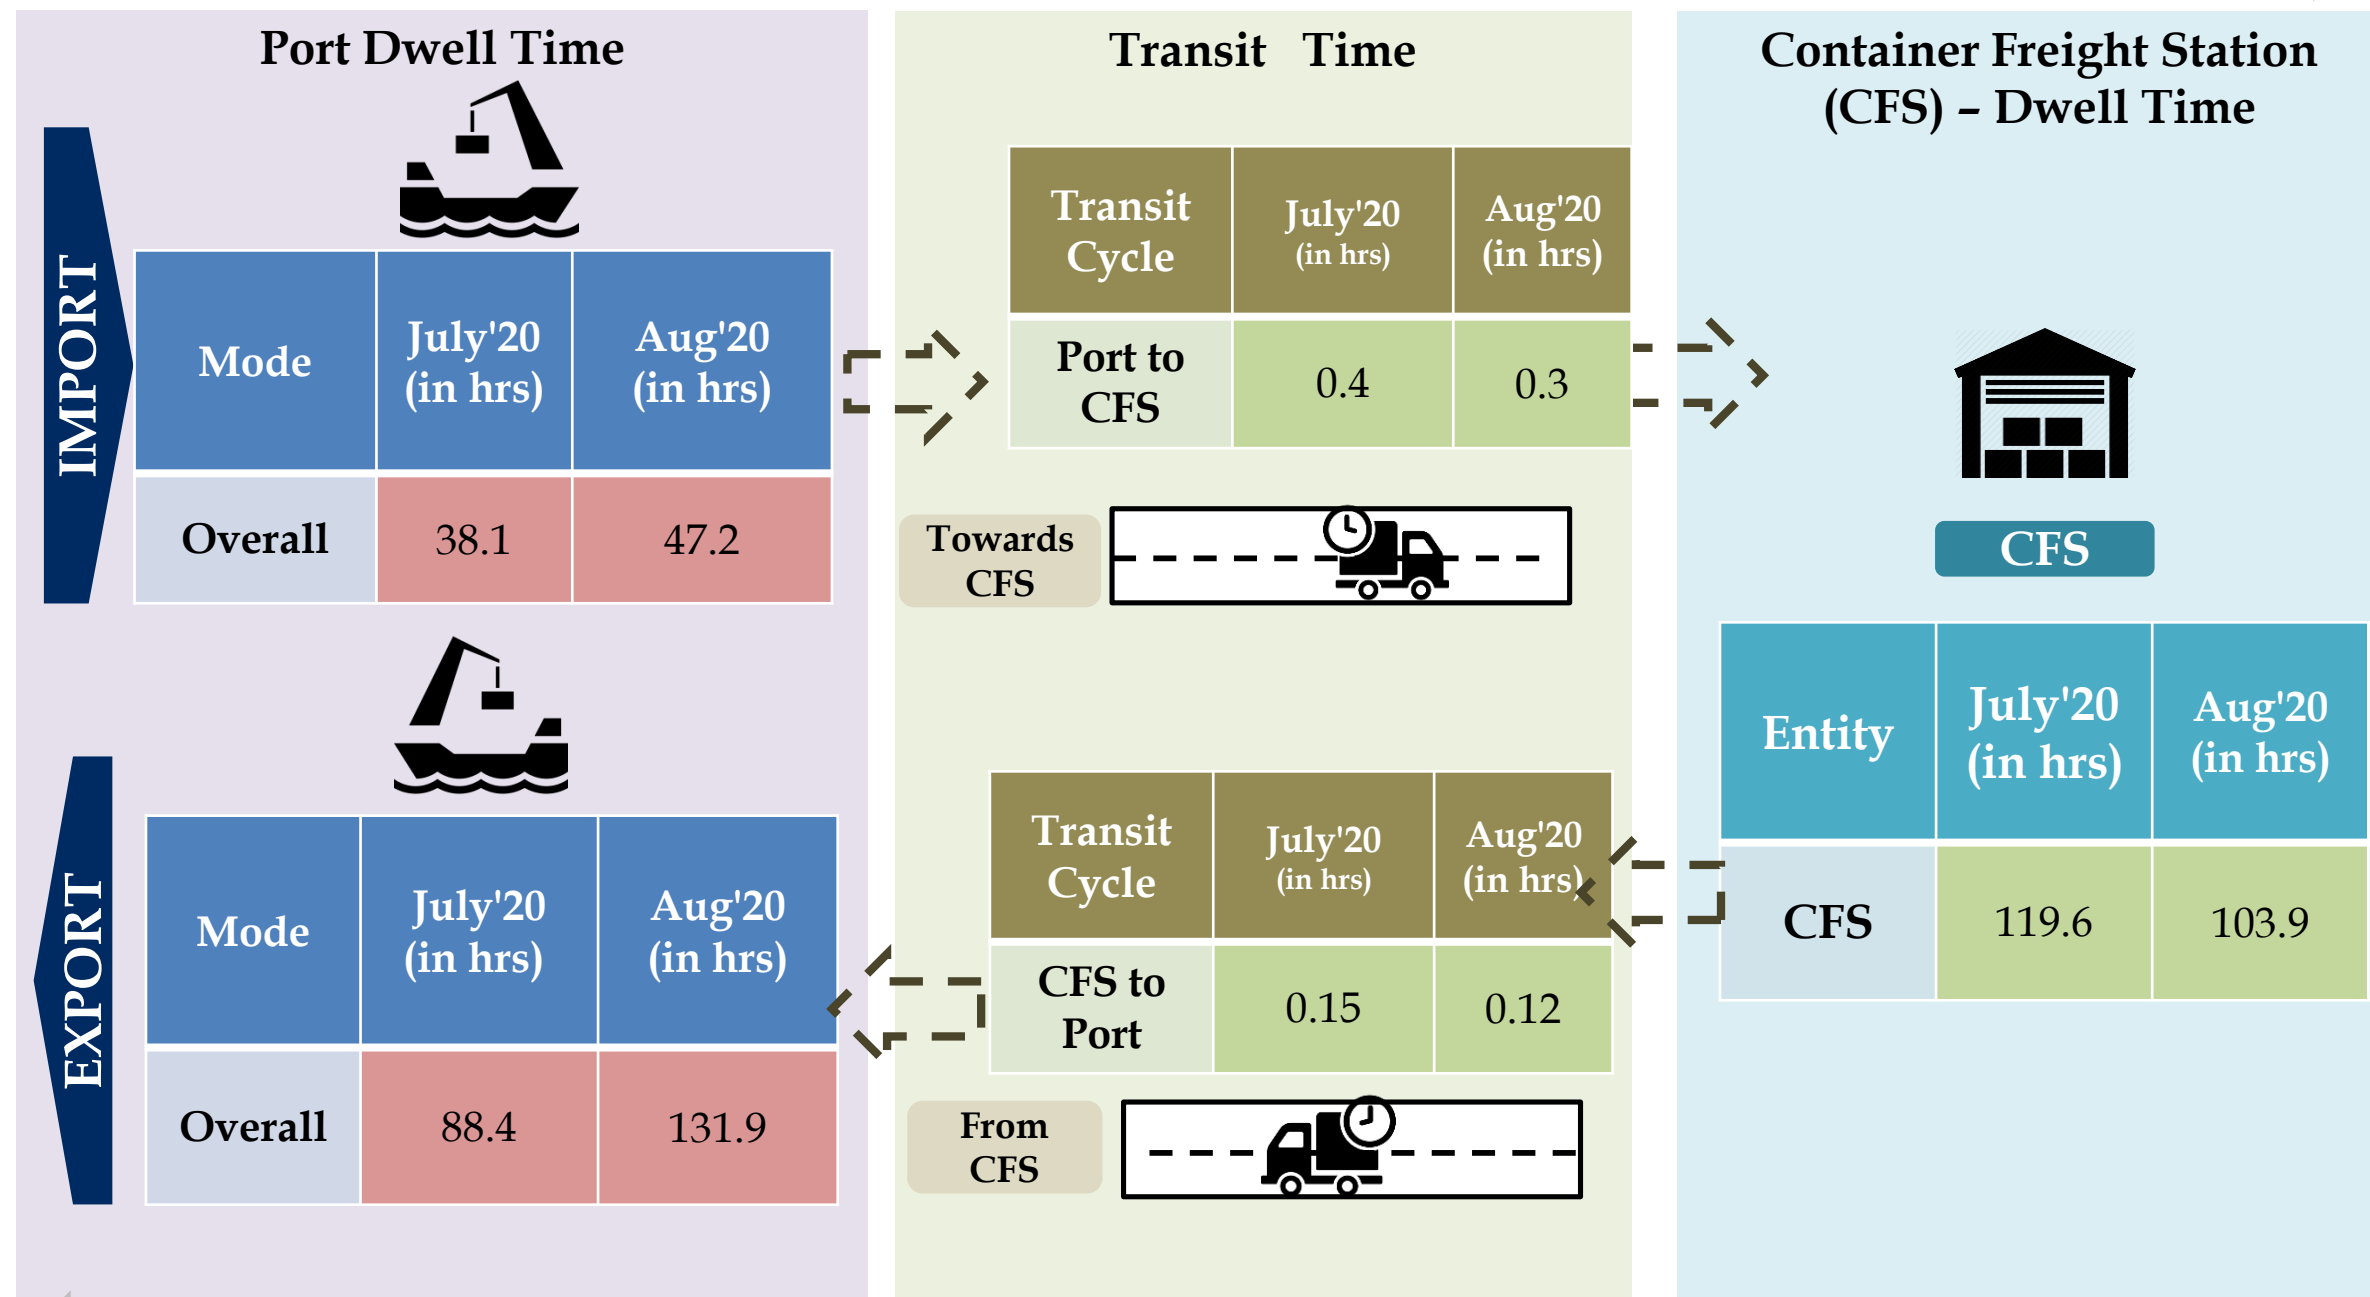 Port Dwell Time
IMPORT
Mode
July'20
(in hrs)
Aug'20
(in hrs)
Overall
38.1
47.2
EXPORT
Mode
July'20
(in hrs)
Aug'20
(in hrs)
Overall
88.4
131.9
Transit Time
Transit
Cycle
July'20
(in hrs)
Aug'20
(in hrs)
Port to
CFS
0.4
0.3
Towards
CFS
Transit
Cycle
July'20
(in hrs)
Aug'20
(in hrs)
CFS to
Port
0.15
0.12
From
CFS
Container Freight Station
(CFS) – Dwell Time
CFS
Entity
July'20
(in hrs)
Aug'20
(in hrs)
CFS
119.6
103.9